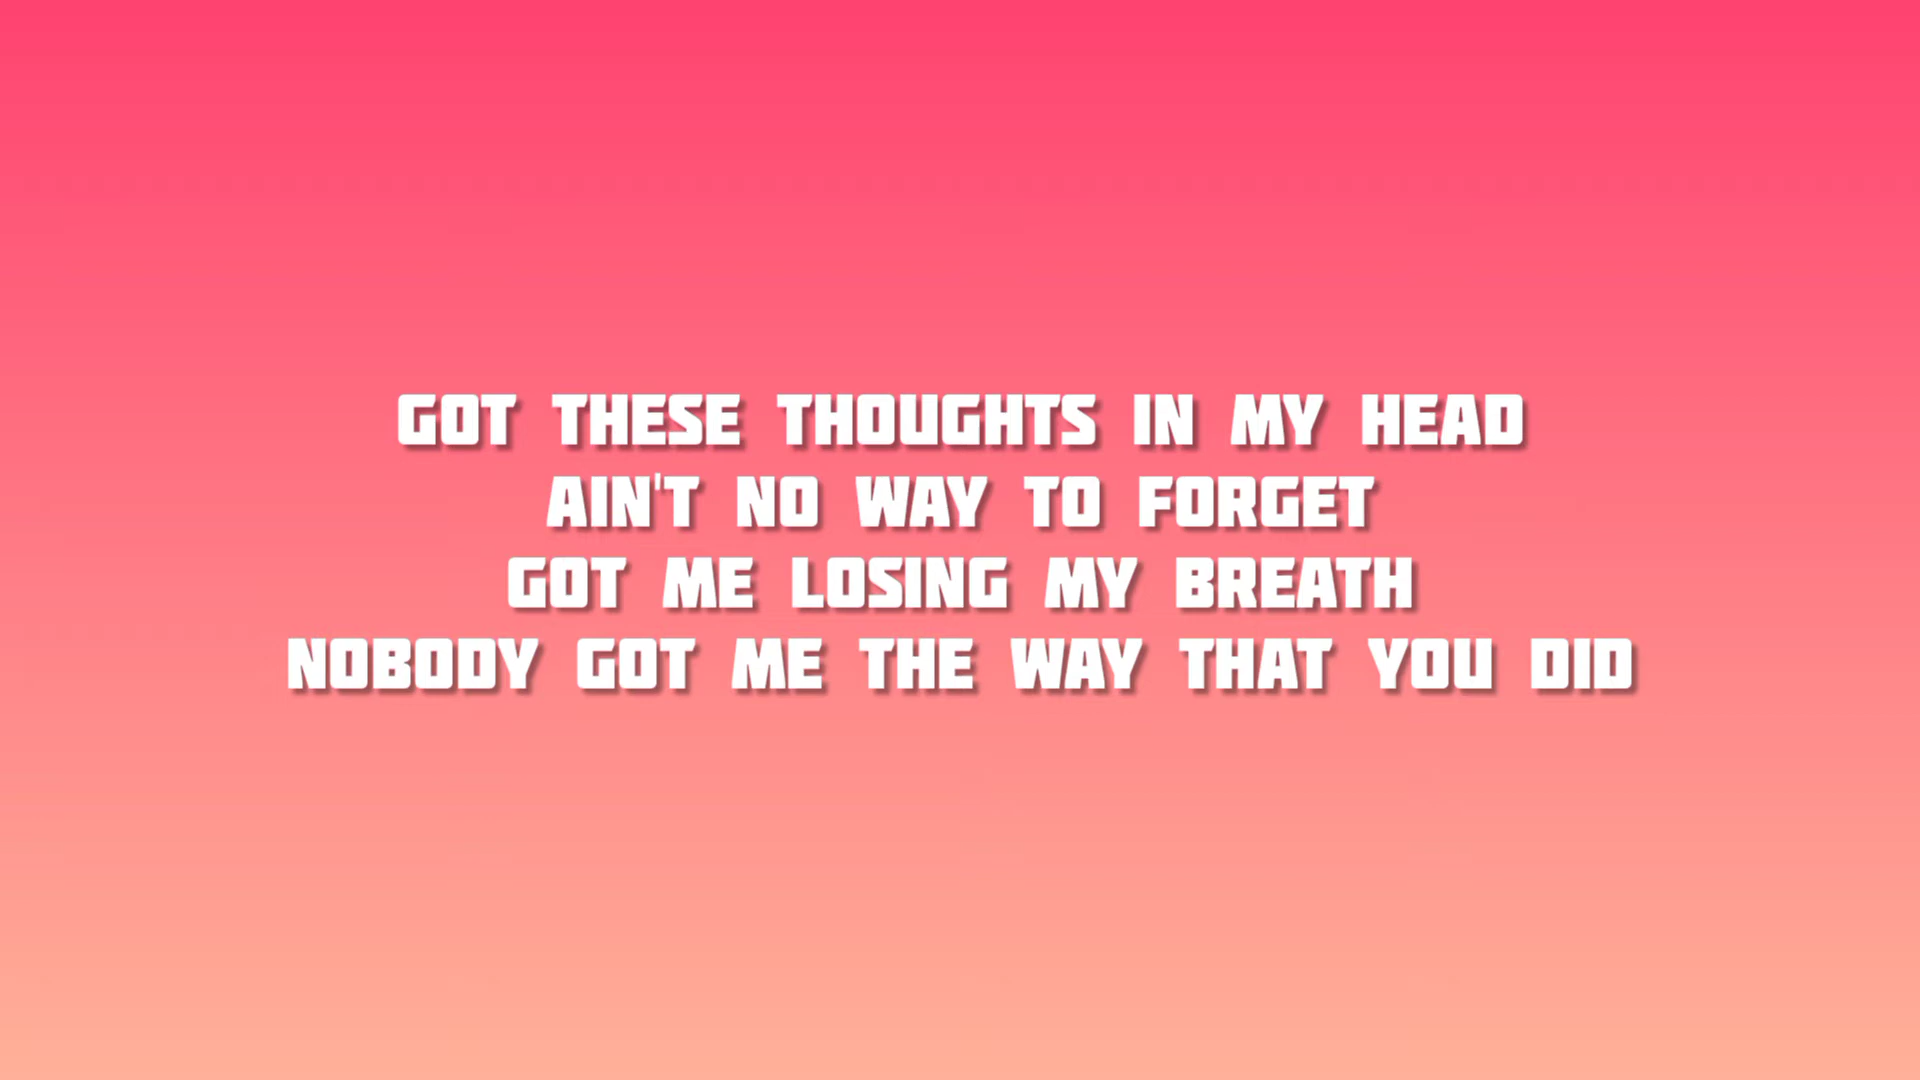 GOT THESE THOUGHTS IN MY HEAD
AIN'T NO WAY TO FORGET
GOT ME LOSING MY BREATH
NOBODY GOT ME THE WAY THAT YOU DID